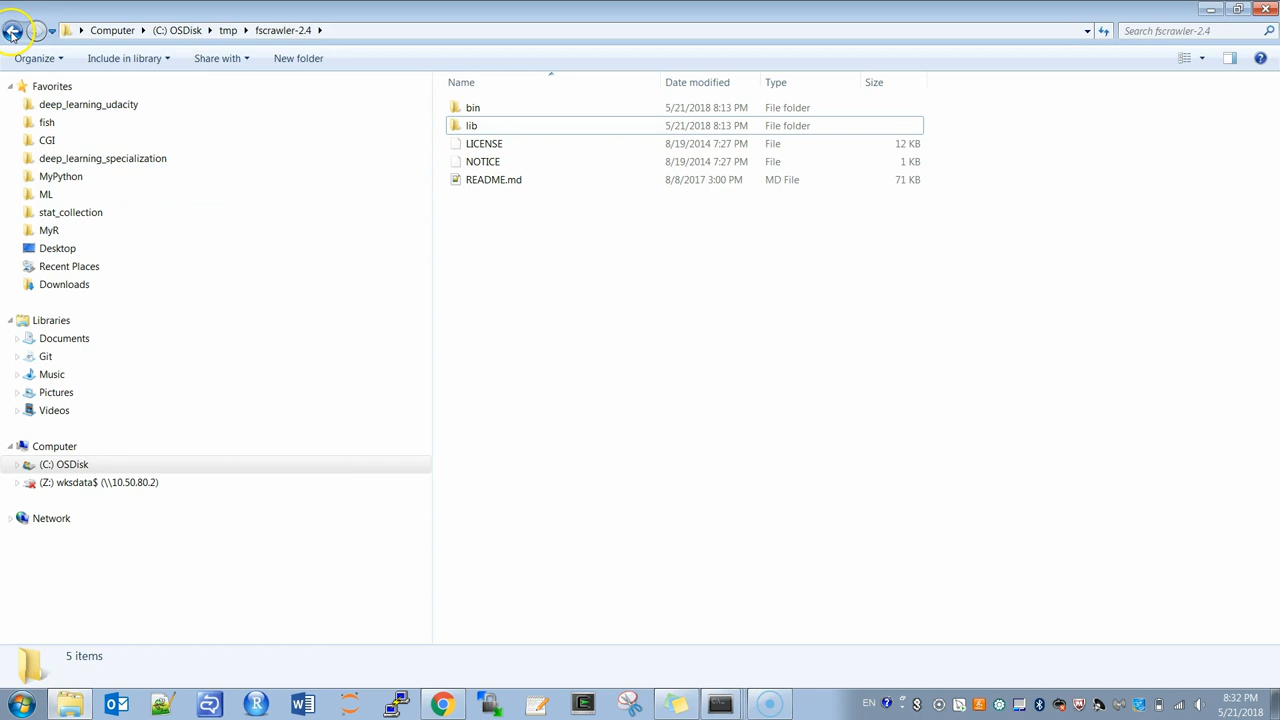 Computer (C:) OSDisk tmp fscrawler-2.4
Search fscrawler-2.4
Organize Include in library Share with New folder
Favorites
deep_learning_udacity
fish
CGI
deep_learning_specialization
MyPython
ML
stat_collection
MyR
Desktop
Recent Places
Downloads
Libraries
Documents
Git
Music
Pictures
Videos
Computer
(C:) OSDisk
(Z:) wksdata$ (\\10.50.80.2)
Network
Name Date modified Type Size
bin 5/21/2018 8:13 PM File folder
lib 5/21/2018 8:13 PM File folder
LICENSE 8/19/2014 7:27 PM File 12 KB
NOTICE 8/19/2014 7:27 PM File 1 KB
README.md 8/8/2017 3:00 PM MD File 71 KB
5 items
EN
8:32 PM
5/21/2018